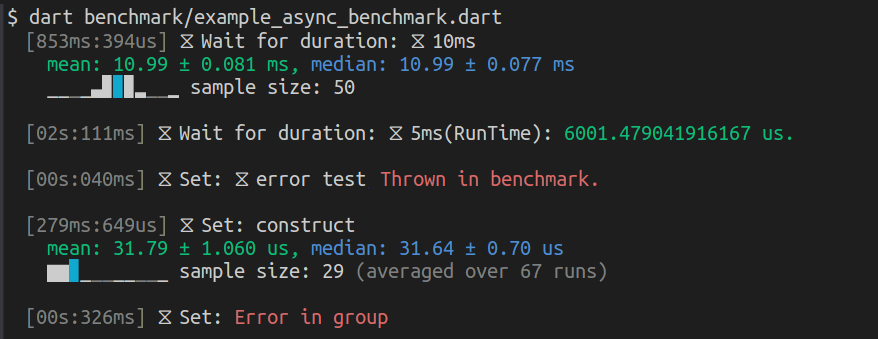 $ dart benchmark/example_async_benchmark.dart
[853ms:394us] ⧖ Wait for duration: ⧖ 10ms
mean: 10.99 ± 0.081 ms, median: 10.99 ± 0.077 ms
sample size: 50
[02s:111ms] ⧖ Wait for duration: ⧖ 5ms(RunTime): 6001.479041916167 us.
[00s:040ms] ⧖ Set: ⧖ error test Thrown in benchmark.
[279ms:649us] ⧖ Set: construct
mean: 31.79 ± 1.060 us, median: 31.64 ± 0.70 us
sample size: 29 (averaged over 67 runs)
[00s:326ms] ⧖ Set: Error in group